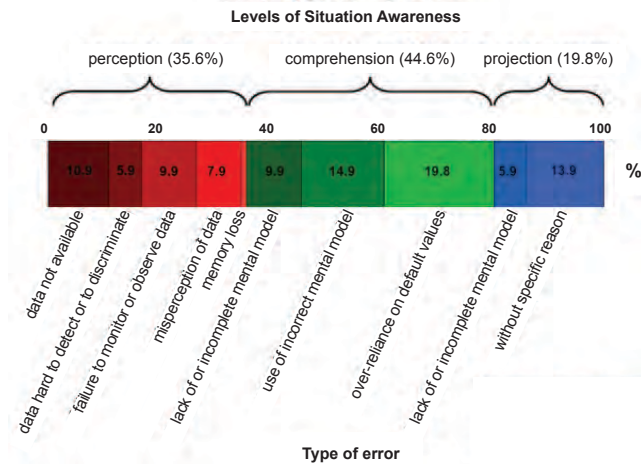 Levels of Situation Awareness
perception (35.6%) comprehension (44.6%) projection (19.8%)
0 20 40 60 80 100
10.9 5.9 9.9 7.9 9.9 14.9 19.8 5.9 13.9 %
data not available
data hard to detect or to discriminate
failure to monitor or observe data
misperception of data
memory loss
lack of or incomplete mental model
use of incorrect mental model
over-reliance on default values
lack of or incomplete mental model
without specific reason
Type of error